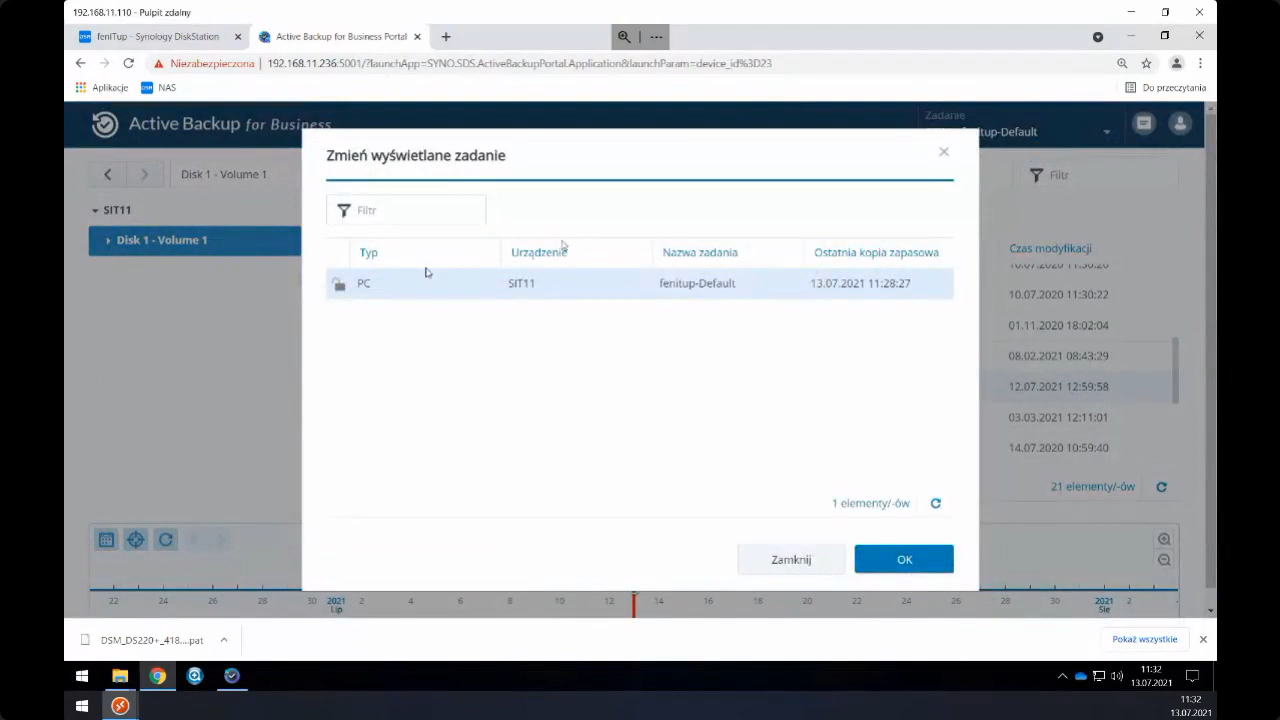 192.168.11.110 - Pulpit zdalny
fenITup - Synology DiskStation
Active Backup for Business Portal
Niezabezpieczona
192.168.11.236:5001/?launchApp=SYNO.SDS.ActiveBackupPortal.Application&launchParam=device_id%3D23
Aplikacje
NAS
Do przeczytania
Active Backup for Business
Zadanie
tup-Default
Disk 1 - Volume 1
Filtr
SIT11
Disk 1 - Volume 1
Zmień wyświetlane zadanie
Filtr
Typ
Urządzenie
Nazwa zadania
Ostatnia kopia zapasowa
PC
SIT11
fenitup-Default
13.07.2021 11:28:27
1 elementy/-ów
Zamknij
OK
Czas modyfikacji
10.07.2020 11:30:22
01.11.2020 18:02:04
08.02.2021 08:43:29
12.07.2021 12:59:58
03.03.2021 12:11:01
14.07.2020 10:59:40
21 elementy/-ów
22 24 26 28 30 2021 2 4 6 8 10 12 14 16 18 20 22 24 26 28 30 2021 2
Lip Sie
DSM_DS220+_418....pat
Pokaż wszystkie
11:32
13.07.2021
11:32
13.07.2021